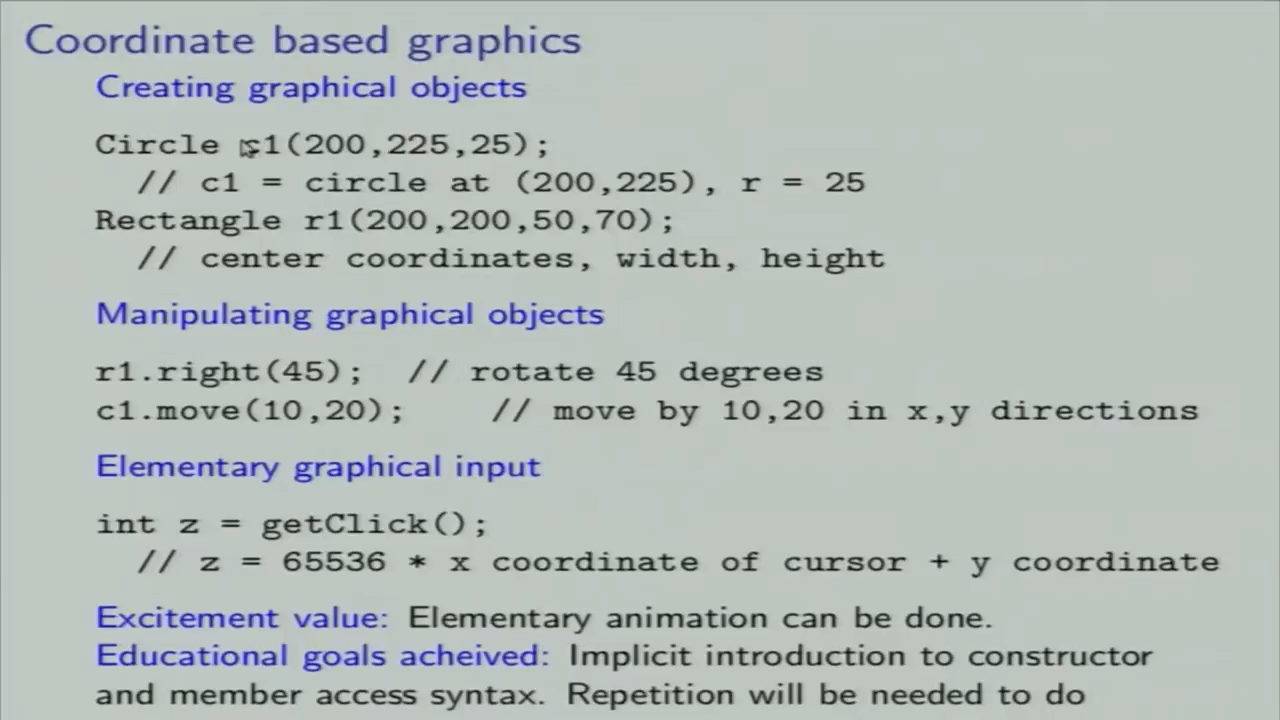 Coordinate based graphics
Creating graphical objects
Circle c1(200,225,25);
// c1 = circle at (200,225), r = 25
Rectangle r1(200,200,50,70);
// center coordinates, width, height
Manipulating graphical objects
r1.right(45); // rotate 45 degrees
c1.move(10,20); // move by 10,20 in x,y directions
Elementary graphical input
int z = getClick();
// z = 65536 * x coordinate of cursor + y coordinate
Excitement value: Elementary animation can be done.
Educational goals acheived: Implicit introduction to constructor
and member access syntax. Repetition will be needed to do